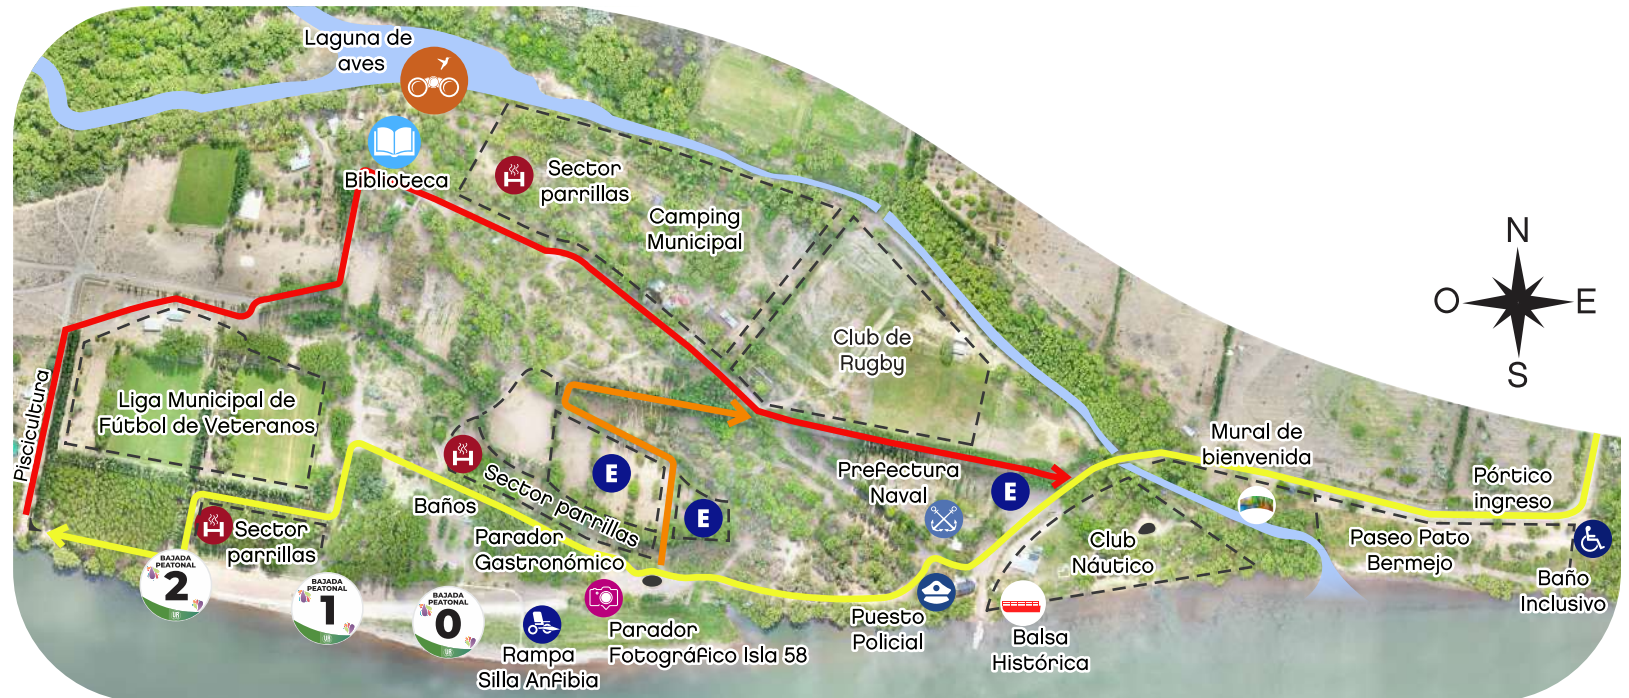 Laguna de
aves
Biblioteca
Sector
parrillas
Camping
Municipal
Club de
Rugby
N
O
E
S
Piscicultura
Liga Municipal de
Fútbol de Veteranos
Sector parrillas
Baños
E
E
E
Prefectura
Naval
Mural de
bienvenida
Pórtico
ingreso
Sector
parrillas
Parador
Gastronómico
Club
Náutico
Paseo Pato
Bermejo
Baño
Inclusivo
BAJADA
PEATONAL
2
BAJADA
PEATONAL
1
BAJADA
PEATONAL
0
Rampa
Silla Anfibia
Parador
Fotográfico Isla 58
Puesto
Policial
Balsa
Histórica